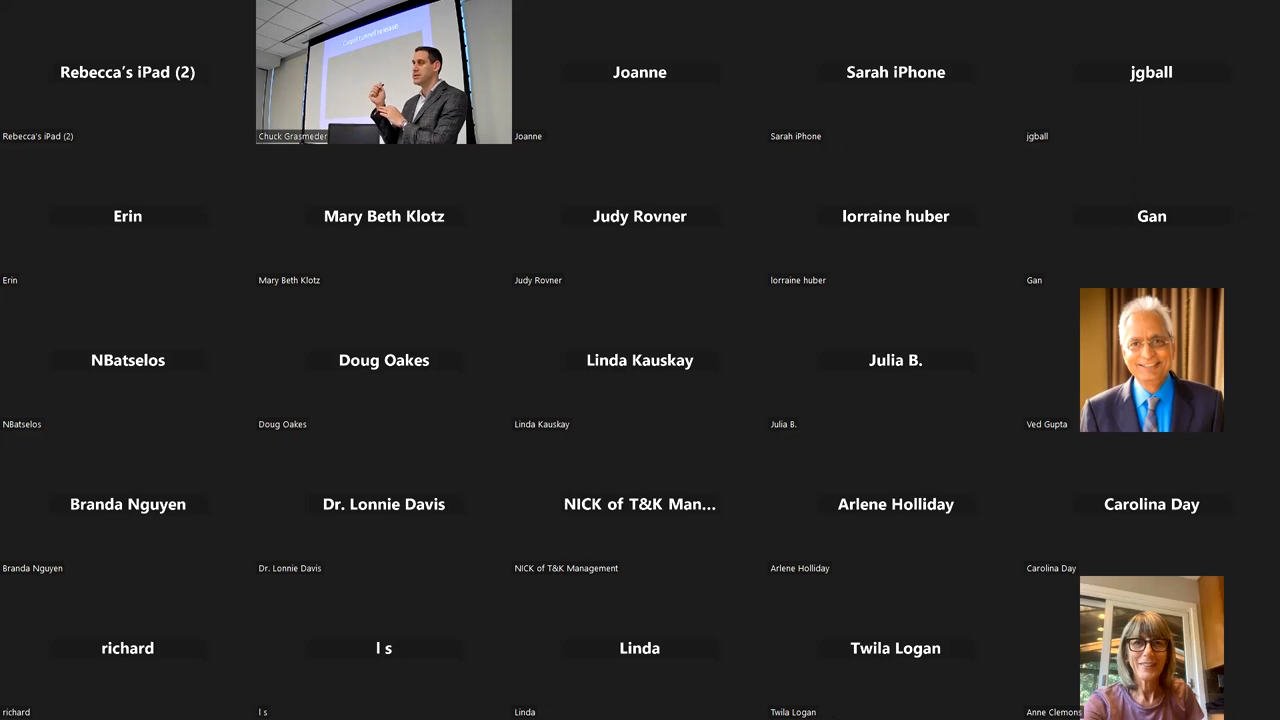 Rebecca's iPad (2)
Carpal tunnel release
Joanne
Sarah iPhone
jgball
Rebecca's iPad (2)
Chuck Grasmeder
Joanne
Sarah iPhone
jgball
Erin
Mary Beth Klotz
Judy Rovner
lorraine huber
Gan
Erin
Mary Beth Klotz
Judy Rovner
lorraine huber
Gan
NBatselos
Doug Oakes
Linda Kauskay
Julia B.
NBatselos
Doug Oakes
Linda Kauskay
Julia B.
Ved Gupta
Branda Nguyen
Dr. Lonnie Davis
NICK of T&K Man...
Arlene Holliday
Carolina Day
Branda Nguyen
Dr. Lonnie Davis
NICK of T&K Management
Arlene Holliday
Carolina Day
richard
l s
Linda
Twila Logan
richard
l s
Linda
Twila Logan
Anne Clemons